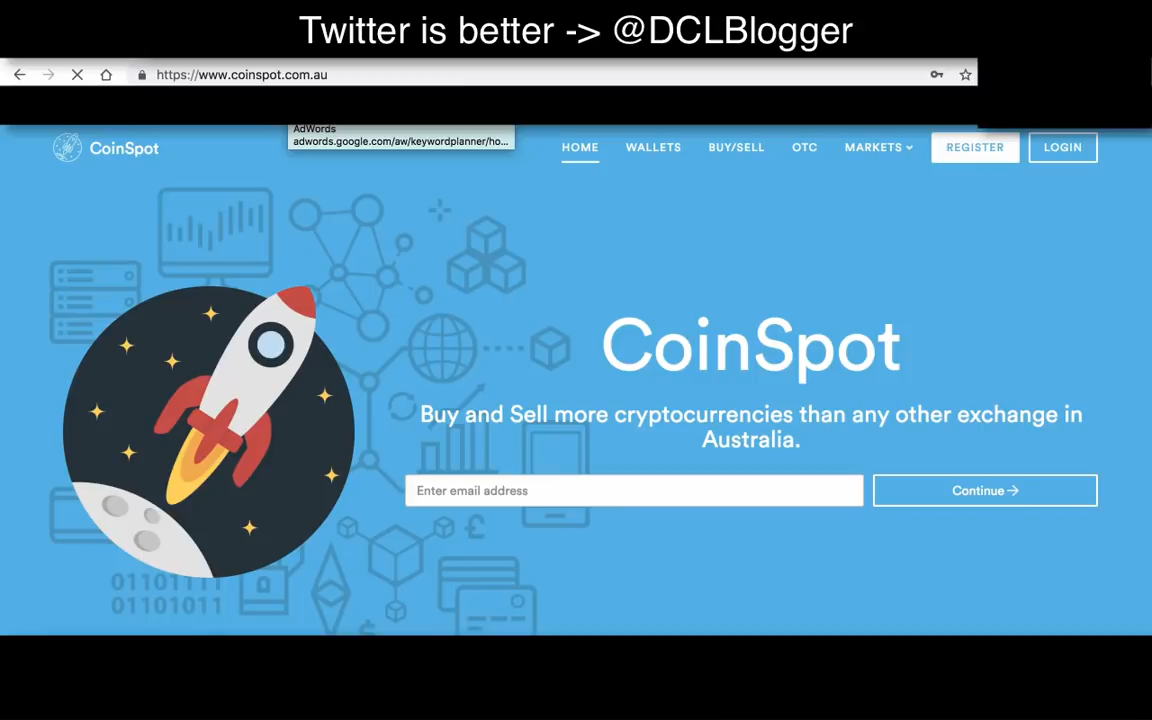 Twitter is better -> @DCLBlogger
https://www.coinspot.com.au
AdWords
adwords.google.com/aw/keywordplanner/ho...
CoinSpot
HOME WALLETS BUY/SELL OTC MARKETS REGISTER LOGIN
CoinSpot
Buy and Sell more cryptocurrencies than any other exchange in
Australia.
Enter email address
Continue→
01101111
01101011